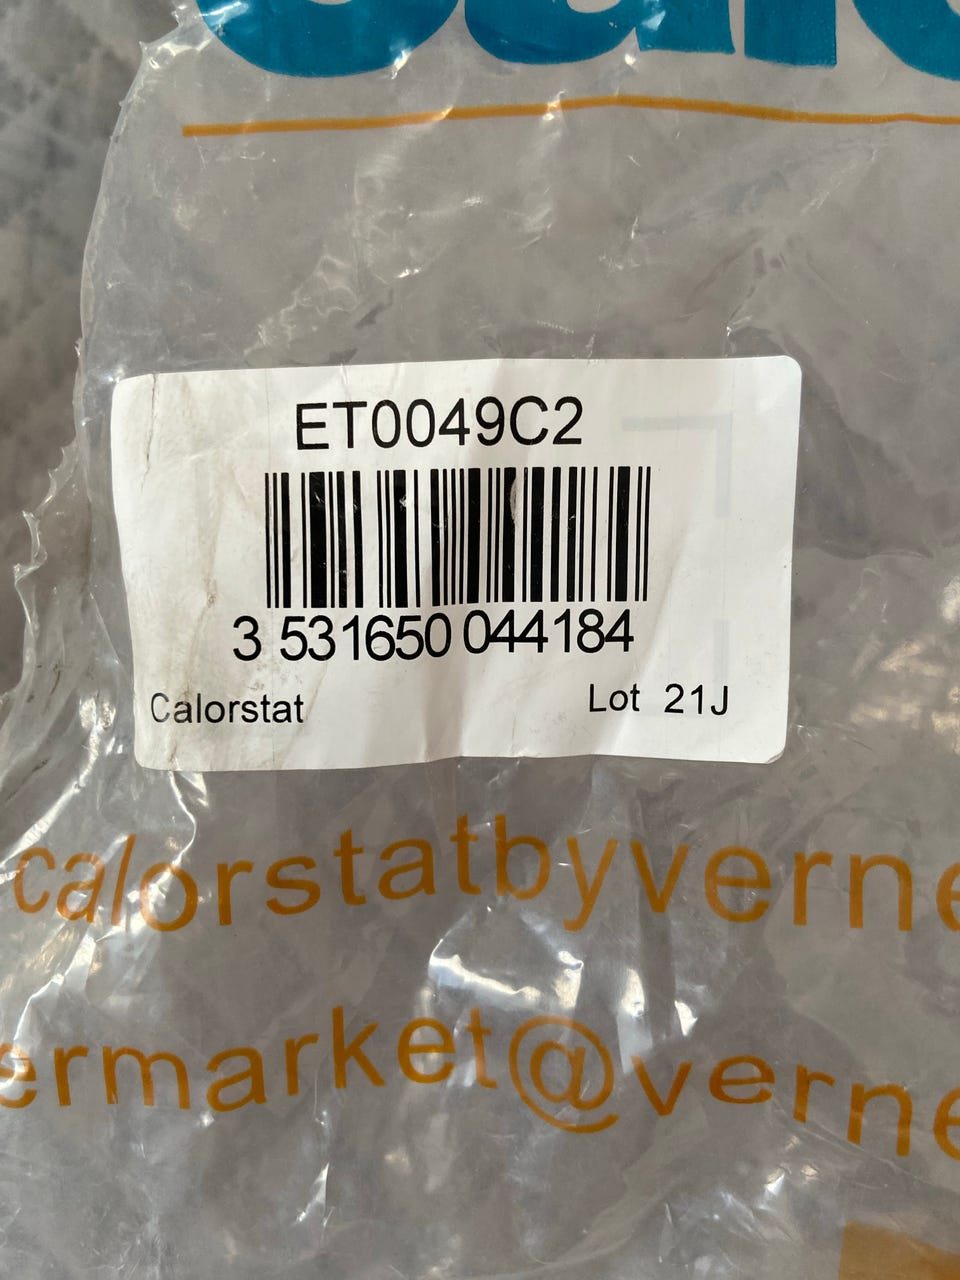 ET0049C2
3 531650 044184
Calorstat
Lot 21J
calorstatbyverne
ermarket@verne